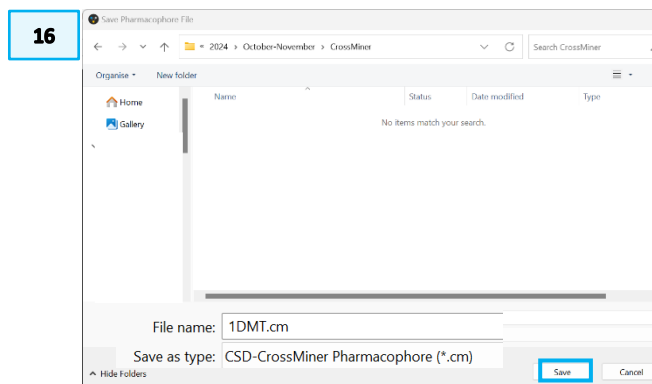 16
Save Pharmacophore File
« 2024 › October-November › CrossMiner
Search CrossMiner
Organise
New folder
Name
Status
Date modified
Type
Home
Gallery
No items match your search.
File name: 1DMT.cm
Save as type: CSD-CrossMiner Pharmacophore (*.cm)
Hide Folders
Save
Cancel